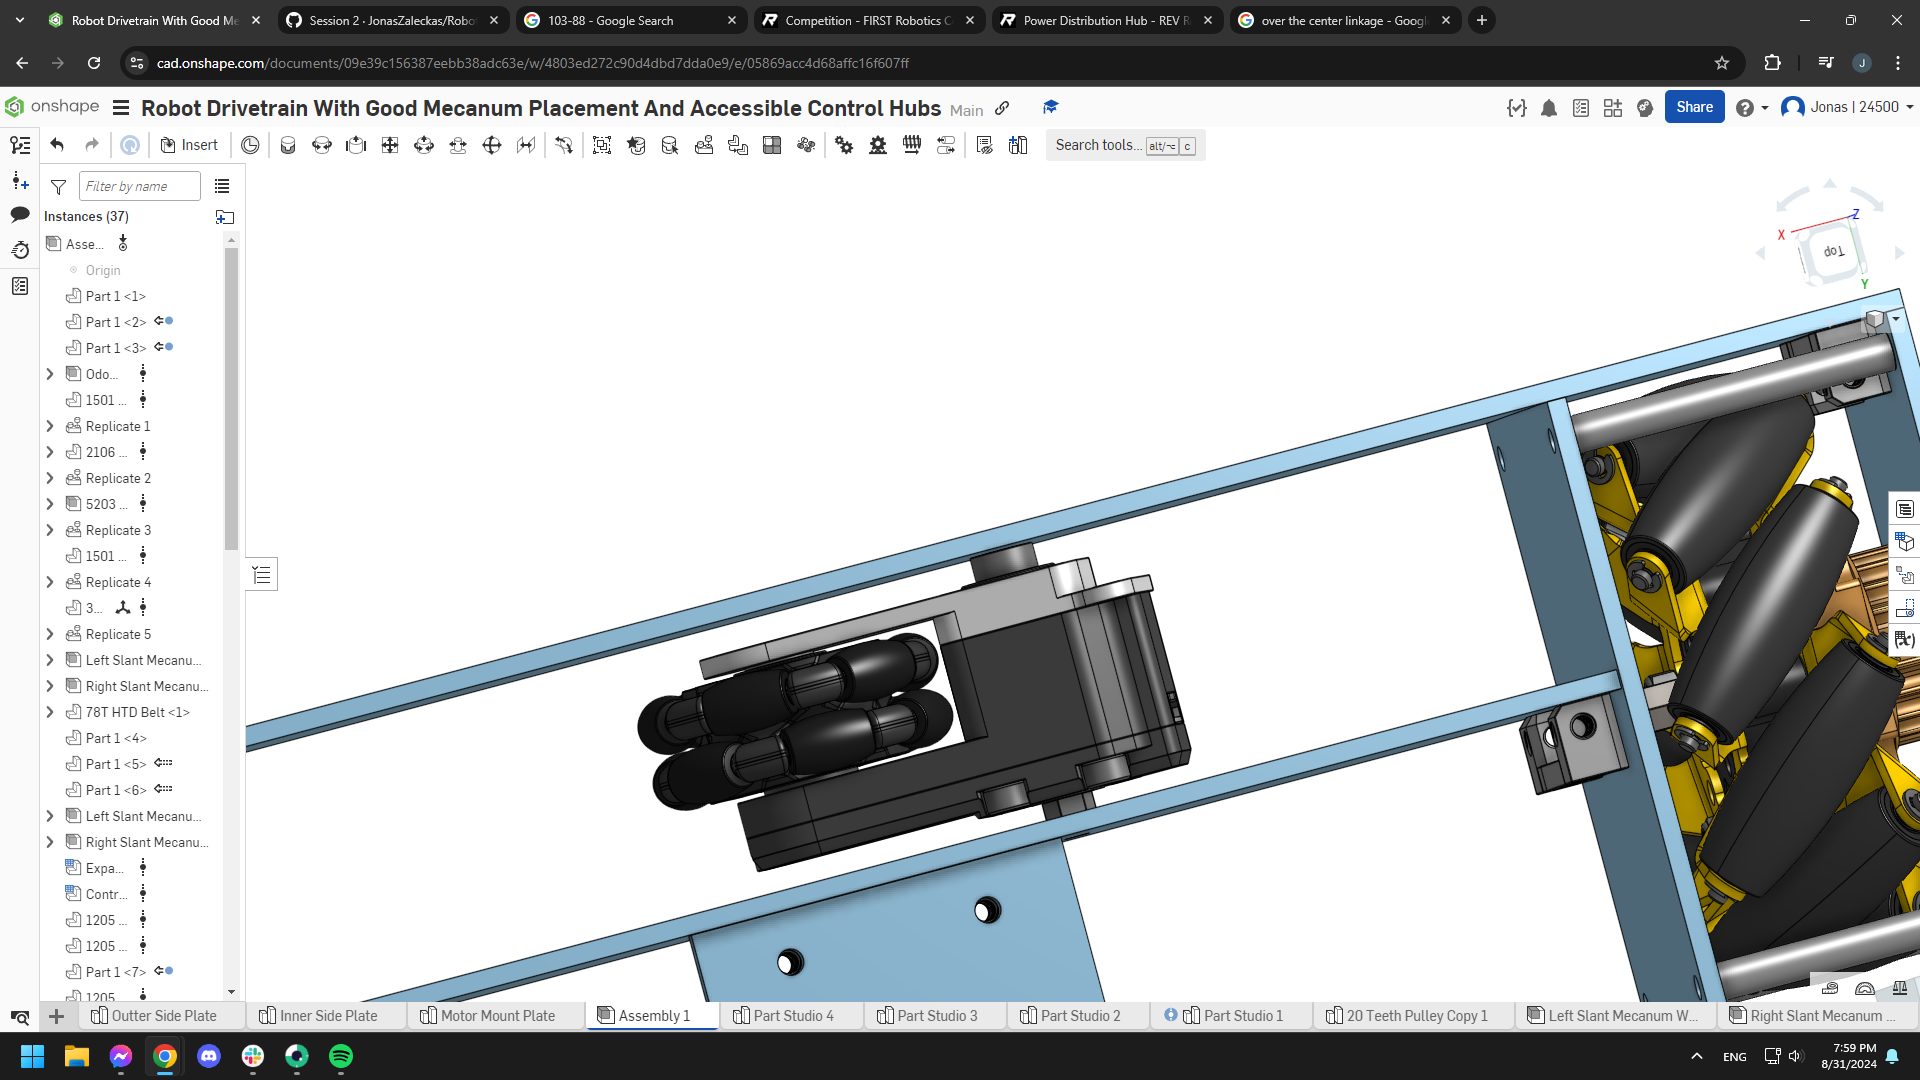 Robot Drivetrain With Good Me
Session 2 · JonasZaleckas/Robo
103-88 - Google Search
Competition - FIRST Robotics C
Power Distribution Hub - REV R
over the center linkage - Googl
cad.onshape.com/documents/09e39c156387eebb38adc63e/w/4803ed272c90d4dbd7dda0e9/e/05869acc4d68affc16f607ff
J
onshape
Robot Drivetrain With Good Mecanum Placement And Accessible Control Hubs
Main
Share
Jonas | 24500
Insert
Search tools... alt/⌥ c
Filter by name
Instances (37)
Asse...
Origin
Part 1 <1>
Part 1 <2>
Part 1 <3>
Odo...
1501 ...
Replicate 1
2106 ...
Replicate 2
5203 ...
Replicate 3
1501 ...
Replicate 4
3...
Replicate 5
Left Slant Mecanu...
Right Slant Mecanu...
78T HTD Belt <1>
Part 1 <4>
Part 1 <5>
Part 1 <6>
Left Slant Mecanu...
Right Slant Mecanu...
Expa...
Contr...
1205 ...
1205 ...
Part 1 <7>
1205
Z
X
Top
Y
Outter Side Plate
Inner Side Plate
Motor Mount Plate
Assembly 1
Part Studio 4
Part Studio 3
Part Studio 2
Part Studio 1
20 Teeth Pulley Copy 1
Left Slant Mecanum W...
Right Slant Mecanum ...
ENG
7:59 PM
8/31/2024